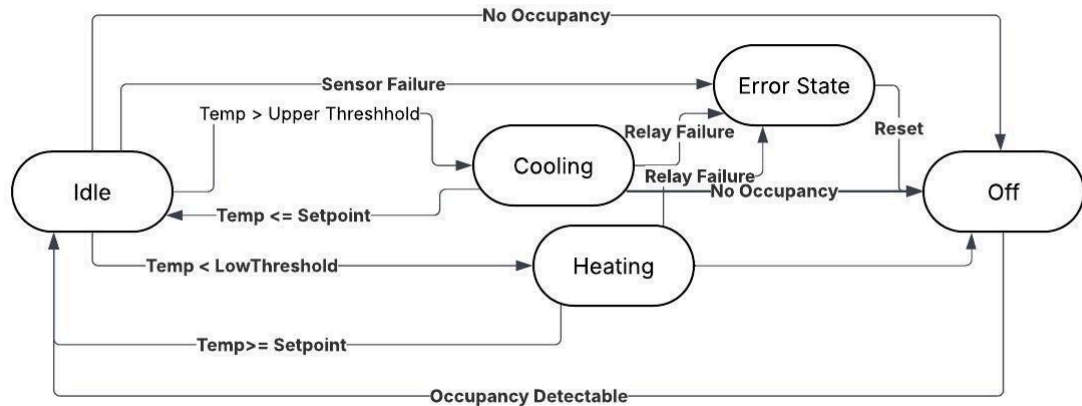 No Occupancy
Sensor Failure
Error State
Temp > Upper Threshhold
Relay Failure
Reset
Cooling
Relay Failure
Idle
No Occupancy
Off
Temp <= Setpoint
Temp < LowThreshold
Heating
Temp>= Setpoint
Occupancy Detectable